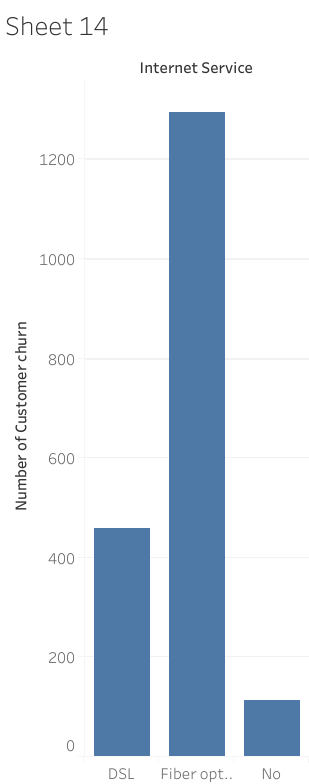 Sheet 14
Internet Service
Number of Customer churn
1200
1000
800
600
400
200
0
DSL
Fiber opt..
No